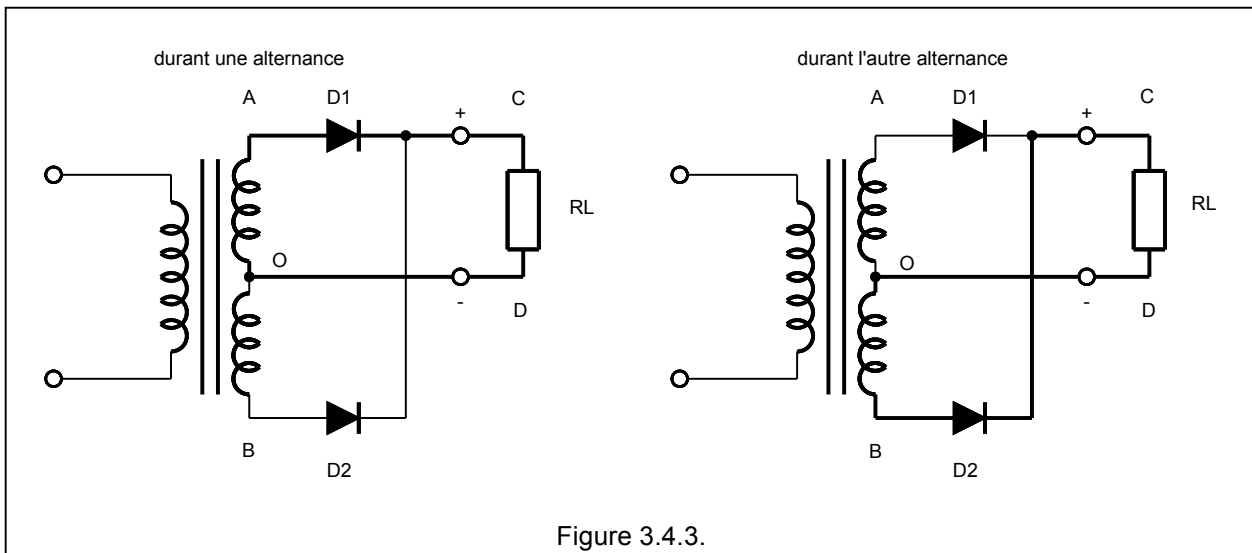 durant une alternance
A
D1
+
C
RL
O
-
D
B
D2
durant l'autre alternance
A
D1
+
C
RL
O
-
D
B
D2
Figure 3.4.3.